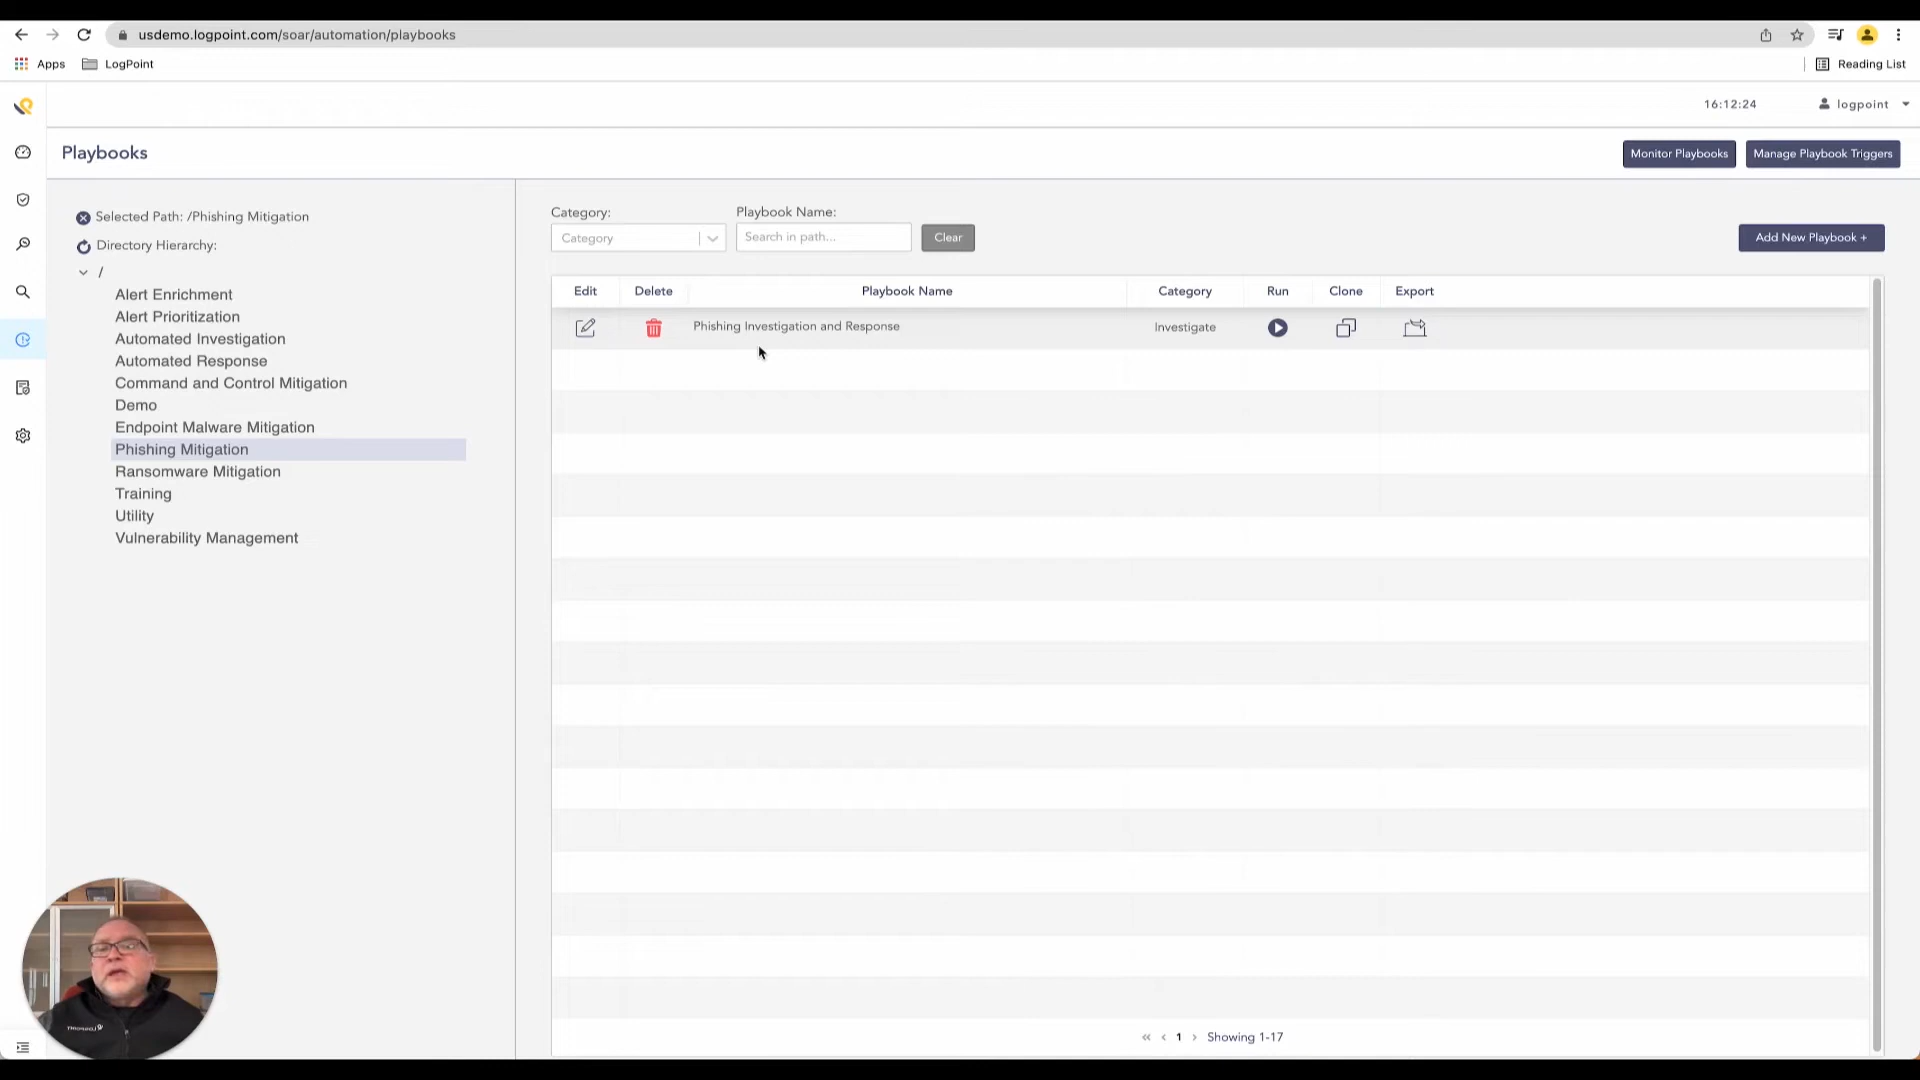 usdemo.logpoint.com/soar/automation/playbooks
Apps LogPoint Reading List
16:12:24 logpoint
Playbooks Monitor Playbooks Manage Playbook Triggers
Selected Path: /Phishing Mitigation
Directory Hierarchy:
/
Alert Enrichment
Alert Prioritization
Automated Investigation
Automated Response
Command and Control Mitigation
Demo
Endpoint Malware Mitigation
Phishing Mitigation
Ransomware Mitigation
Training
Utility
Vulnerability Management
Category: Playbook Name:
Category Search in path... Clear Add New Playbook +
Edit Delete Playbook Name Category Run Clone Export
Phishing Investigation and Response Investigate
« ‹ 1 › Showing 1-17